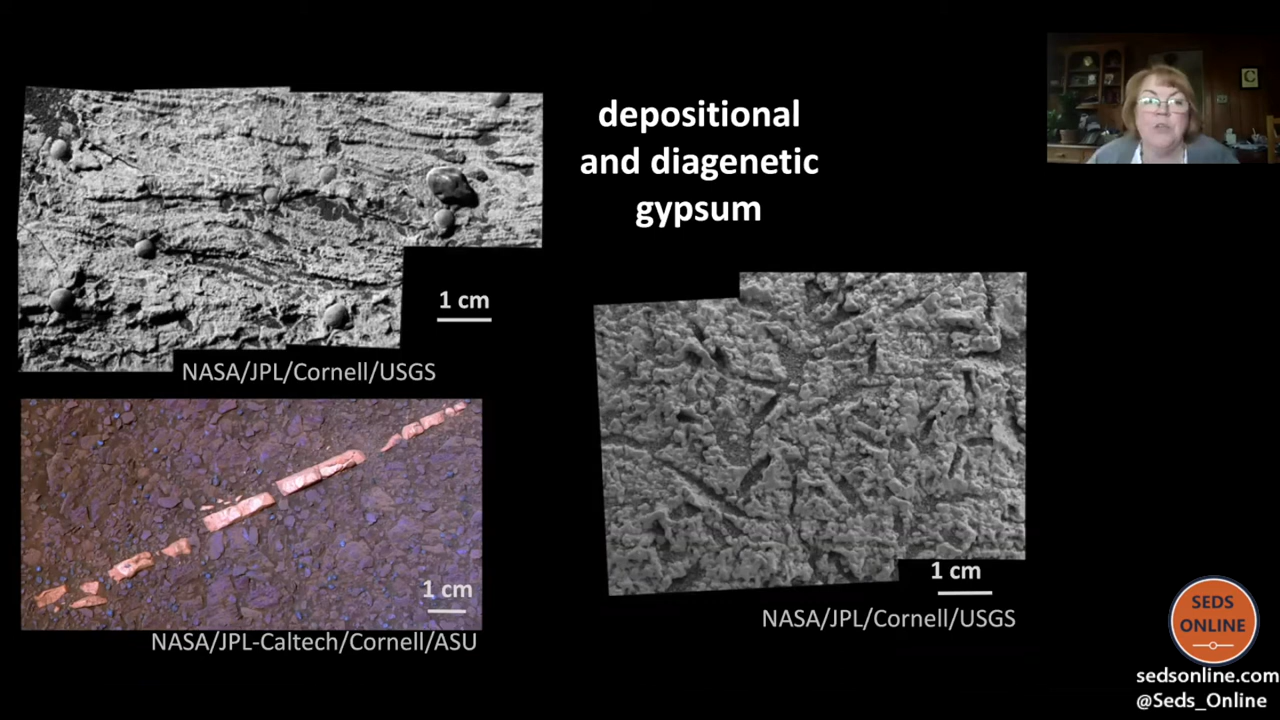 depositional
and diagenetic
gypsum
1 cm
NASA/JPL/Cornell/USGS
1 cm
NASA/JPL-Caltech/Cornell/ASU
1 cm
NASA/JPL/Cornell/USGS
C
SEDS
ONLINE
sedsonline.com
@Seds_Online